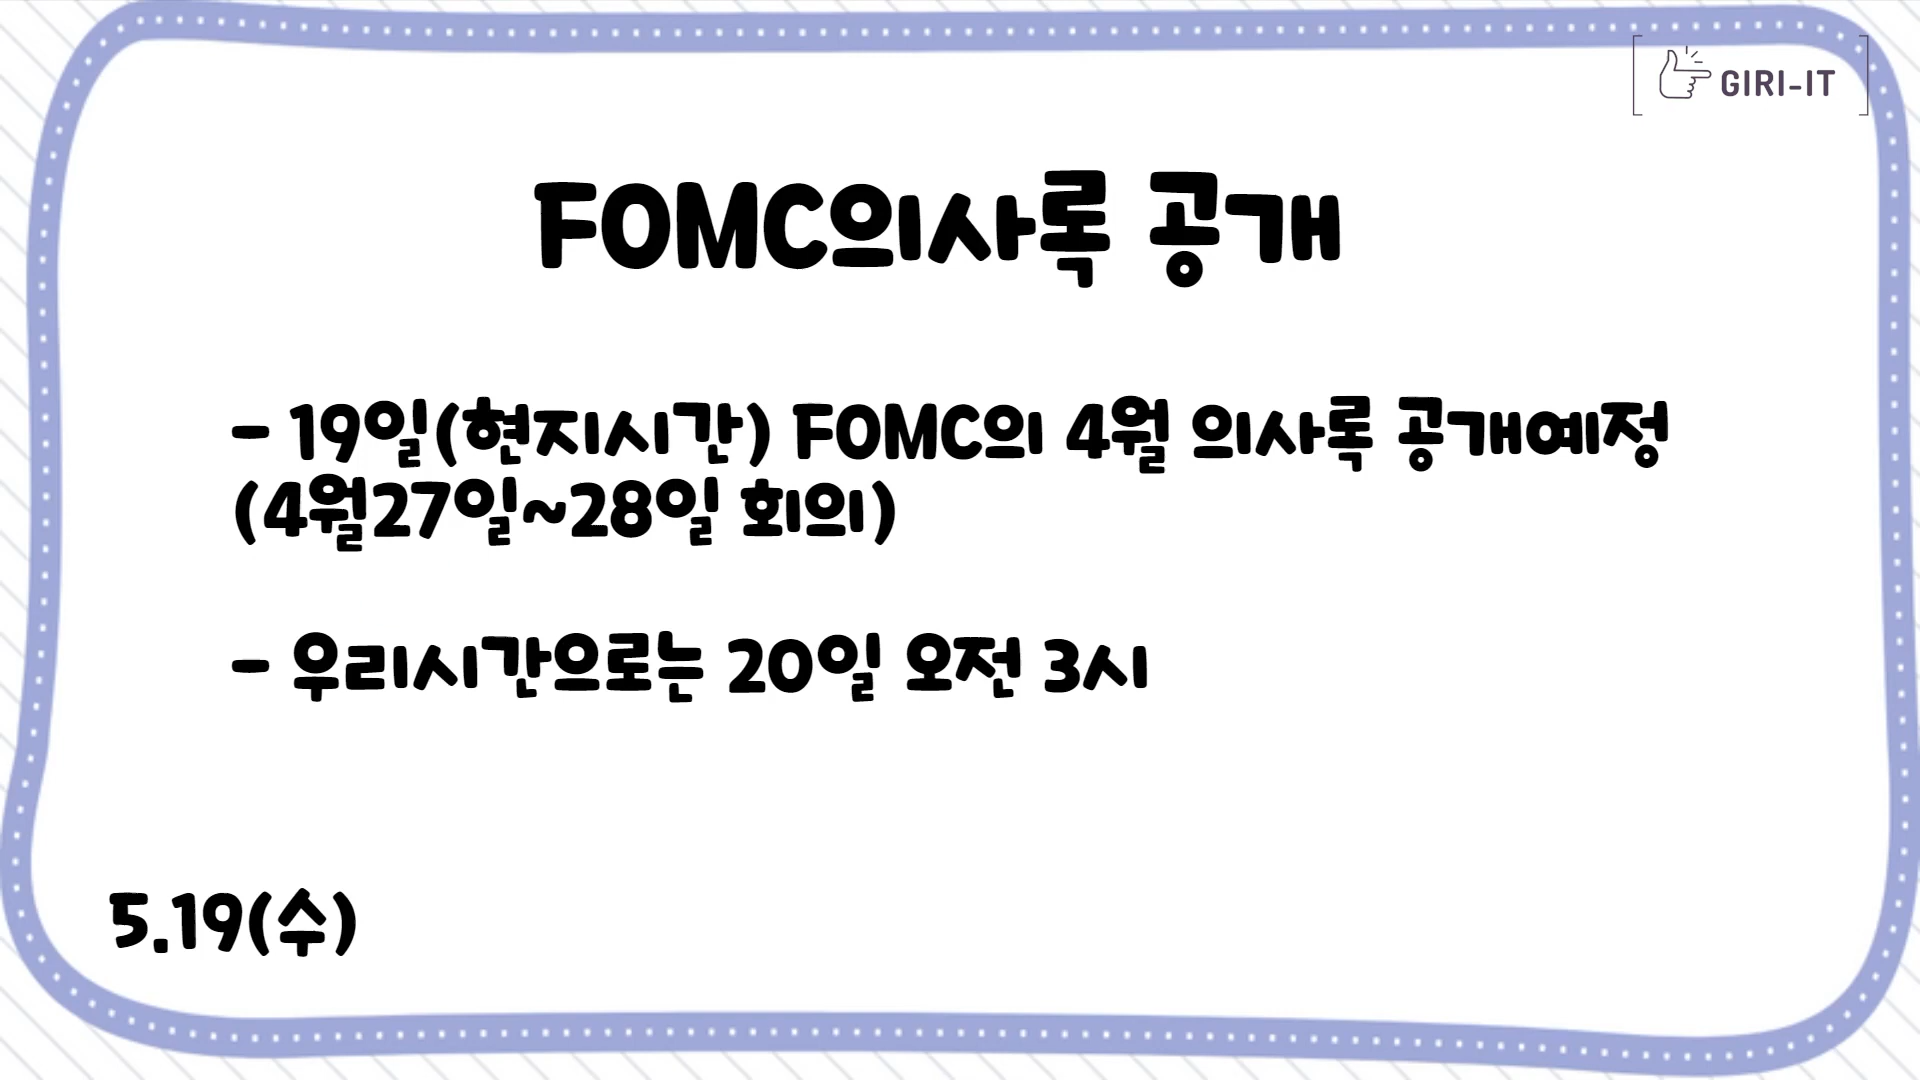 GIRI-IT
FOMC의사록 공개
- 19일(현지시간) FOMC의 4월 의사록 공개예정
(4월27일~28일 회의)
- 우리시간으로는 20일 오전 3시
5.19(수)